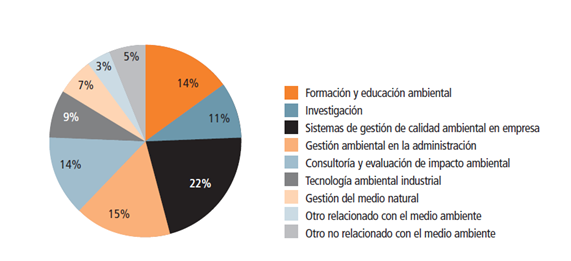 5%
3%
7%
14%
9%
11%
14%
22%
15%
Formación y educación ambiental
Investigación
Sistemas de gestión de calidad ambiental en empresa
Gestión ambiental en la administración
Consultoría y evaluación de impacto ambiental
Tecnología ambiental industrial
Gestión del medio natural
Otro relacionado con el medio ambiente
Otro no relacionado con el medio ambiente